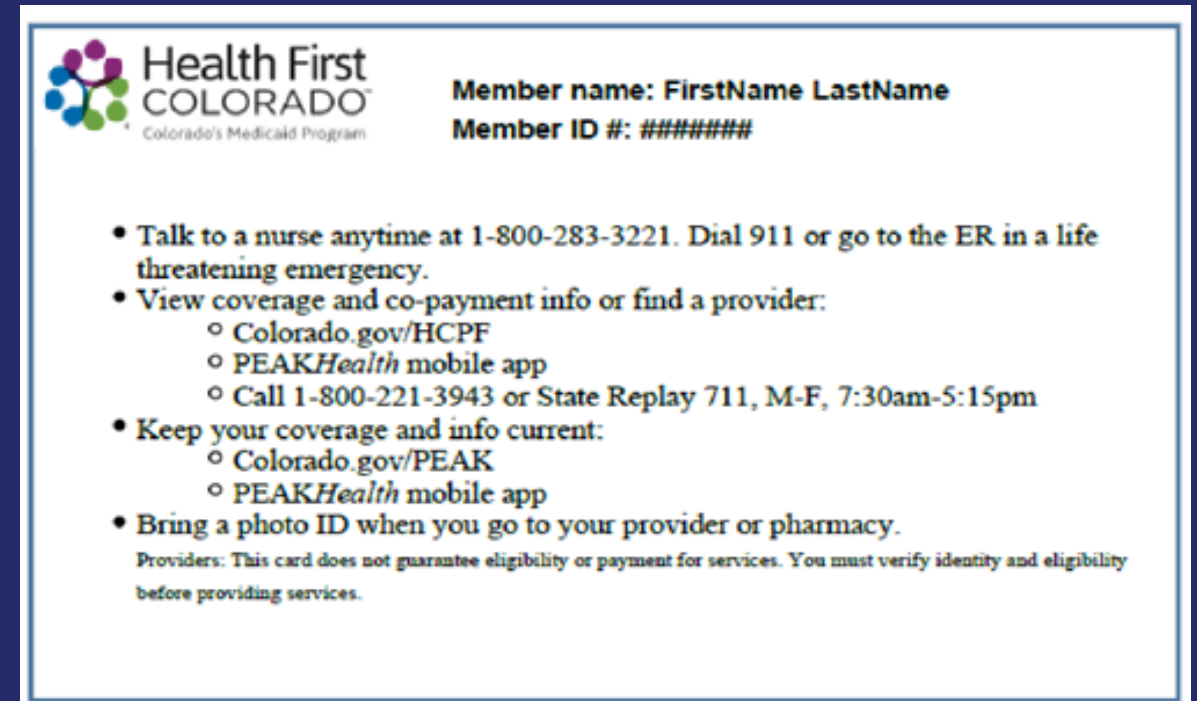 Health First
COLORADO™
Colorado's Medicaid Program
Member name: FirstName LastName
Member ID #: #######
• Talk to a nurse anytime at 1-800-283-3221. Dial 911 or go to the ER in a life
threatening emergency.
• View coverage and co-payment info or find a provider:
○ Colorado.gov/HCPF
○ PEAKHealth mobile app
○ Call 1-800-221-3943 or State Replay 711, M-F, 7:30am-5:15pm
• Keep your coverage and info current:
○ Colorado.gov/PEAK
○ PEAKHealth mobile app
• Bring a photo ID when you go to your provider or pharmacy.
Providers: This card does not guarantee eligibility or payment for services. You must verify identity and eligibility
before providing services.